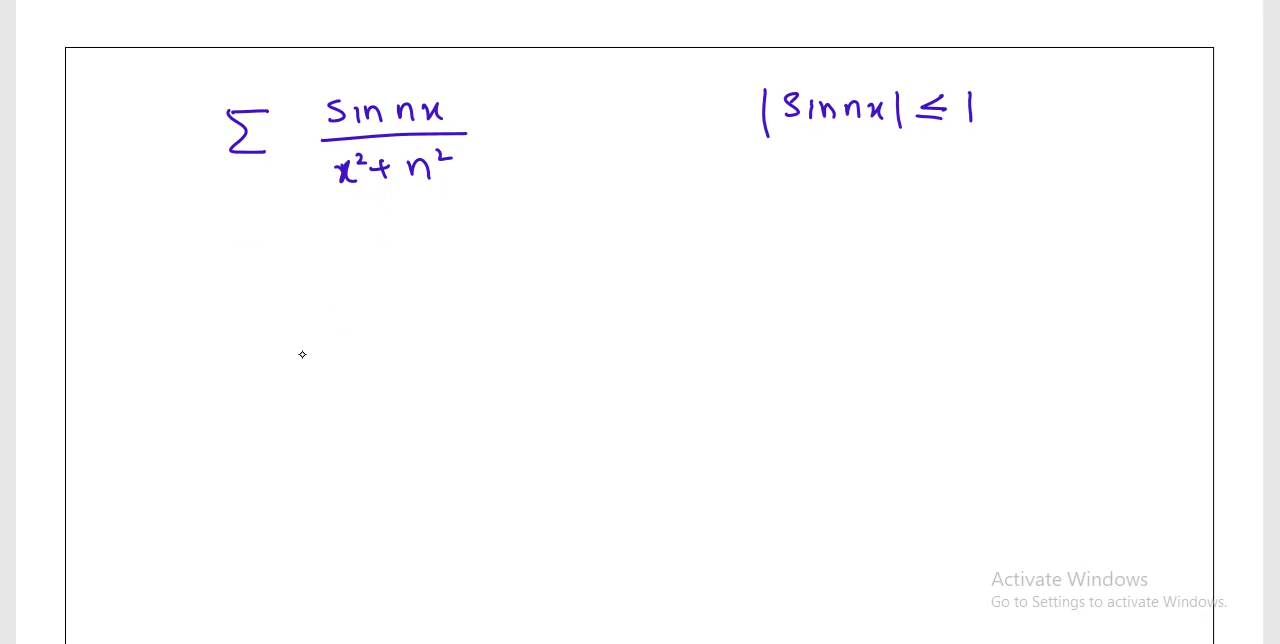 ∑ sin nx / x² + n²
|sin nx| ≤ 1
Activate Windows
Go to Settings to activate Windows.